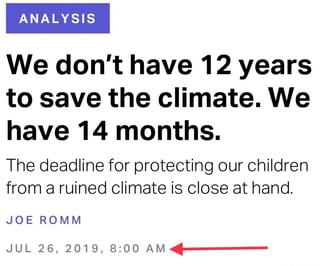 ANALYSIS
We don't have 12 years
to save the climate. We
have 14 months.
The deadline for protecting our children
from a ruined climate is close at hand.
JOE ROMM
JUL 26, 2019, 8:00 AM